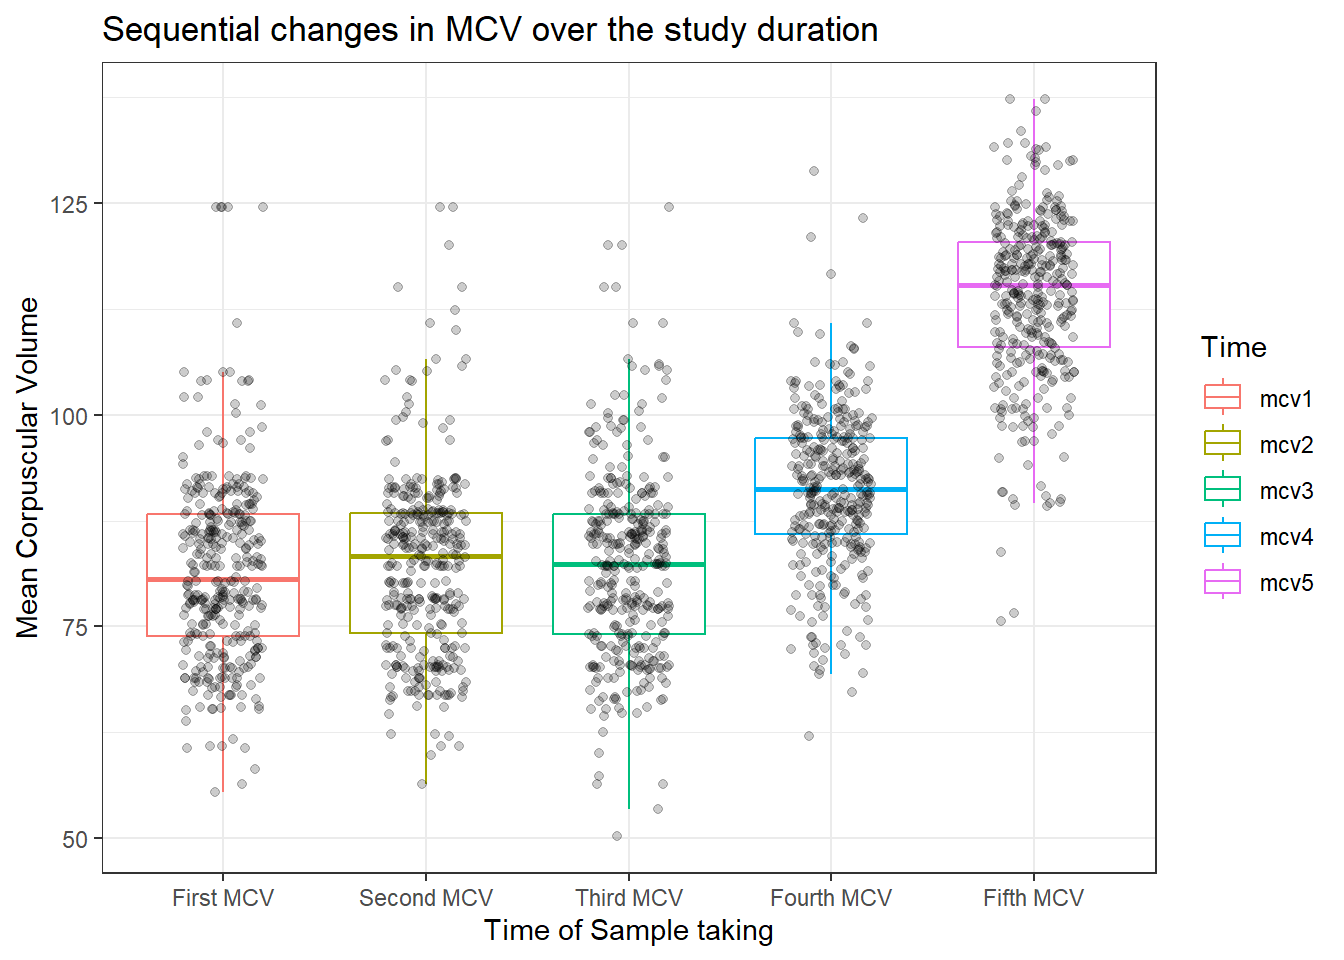 Sequential changes in MCV over the study duration
Mean Corpuscular Volume
125
100
75
50
First MCV
Second MCV
Third MCV
Fourth MCV
Fifth MCV
Time of Sample taking
Time
mcv1
mcv2
mcv3
mcv4
mcv5